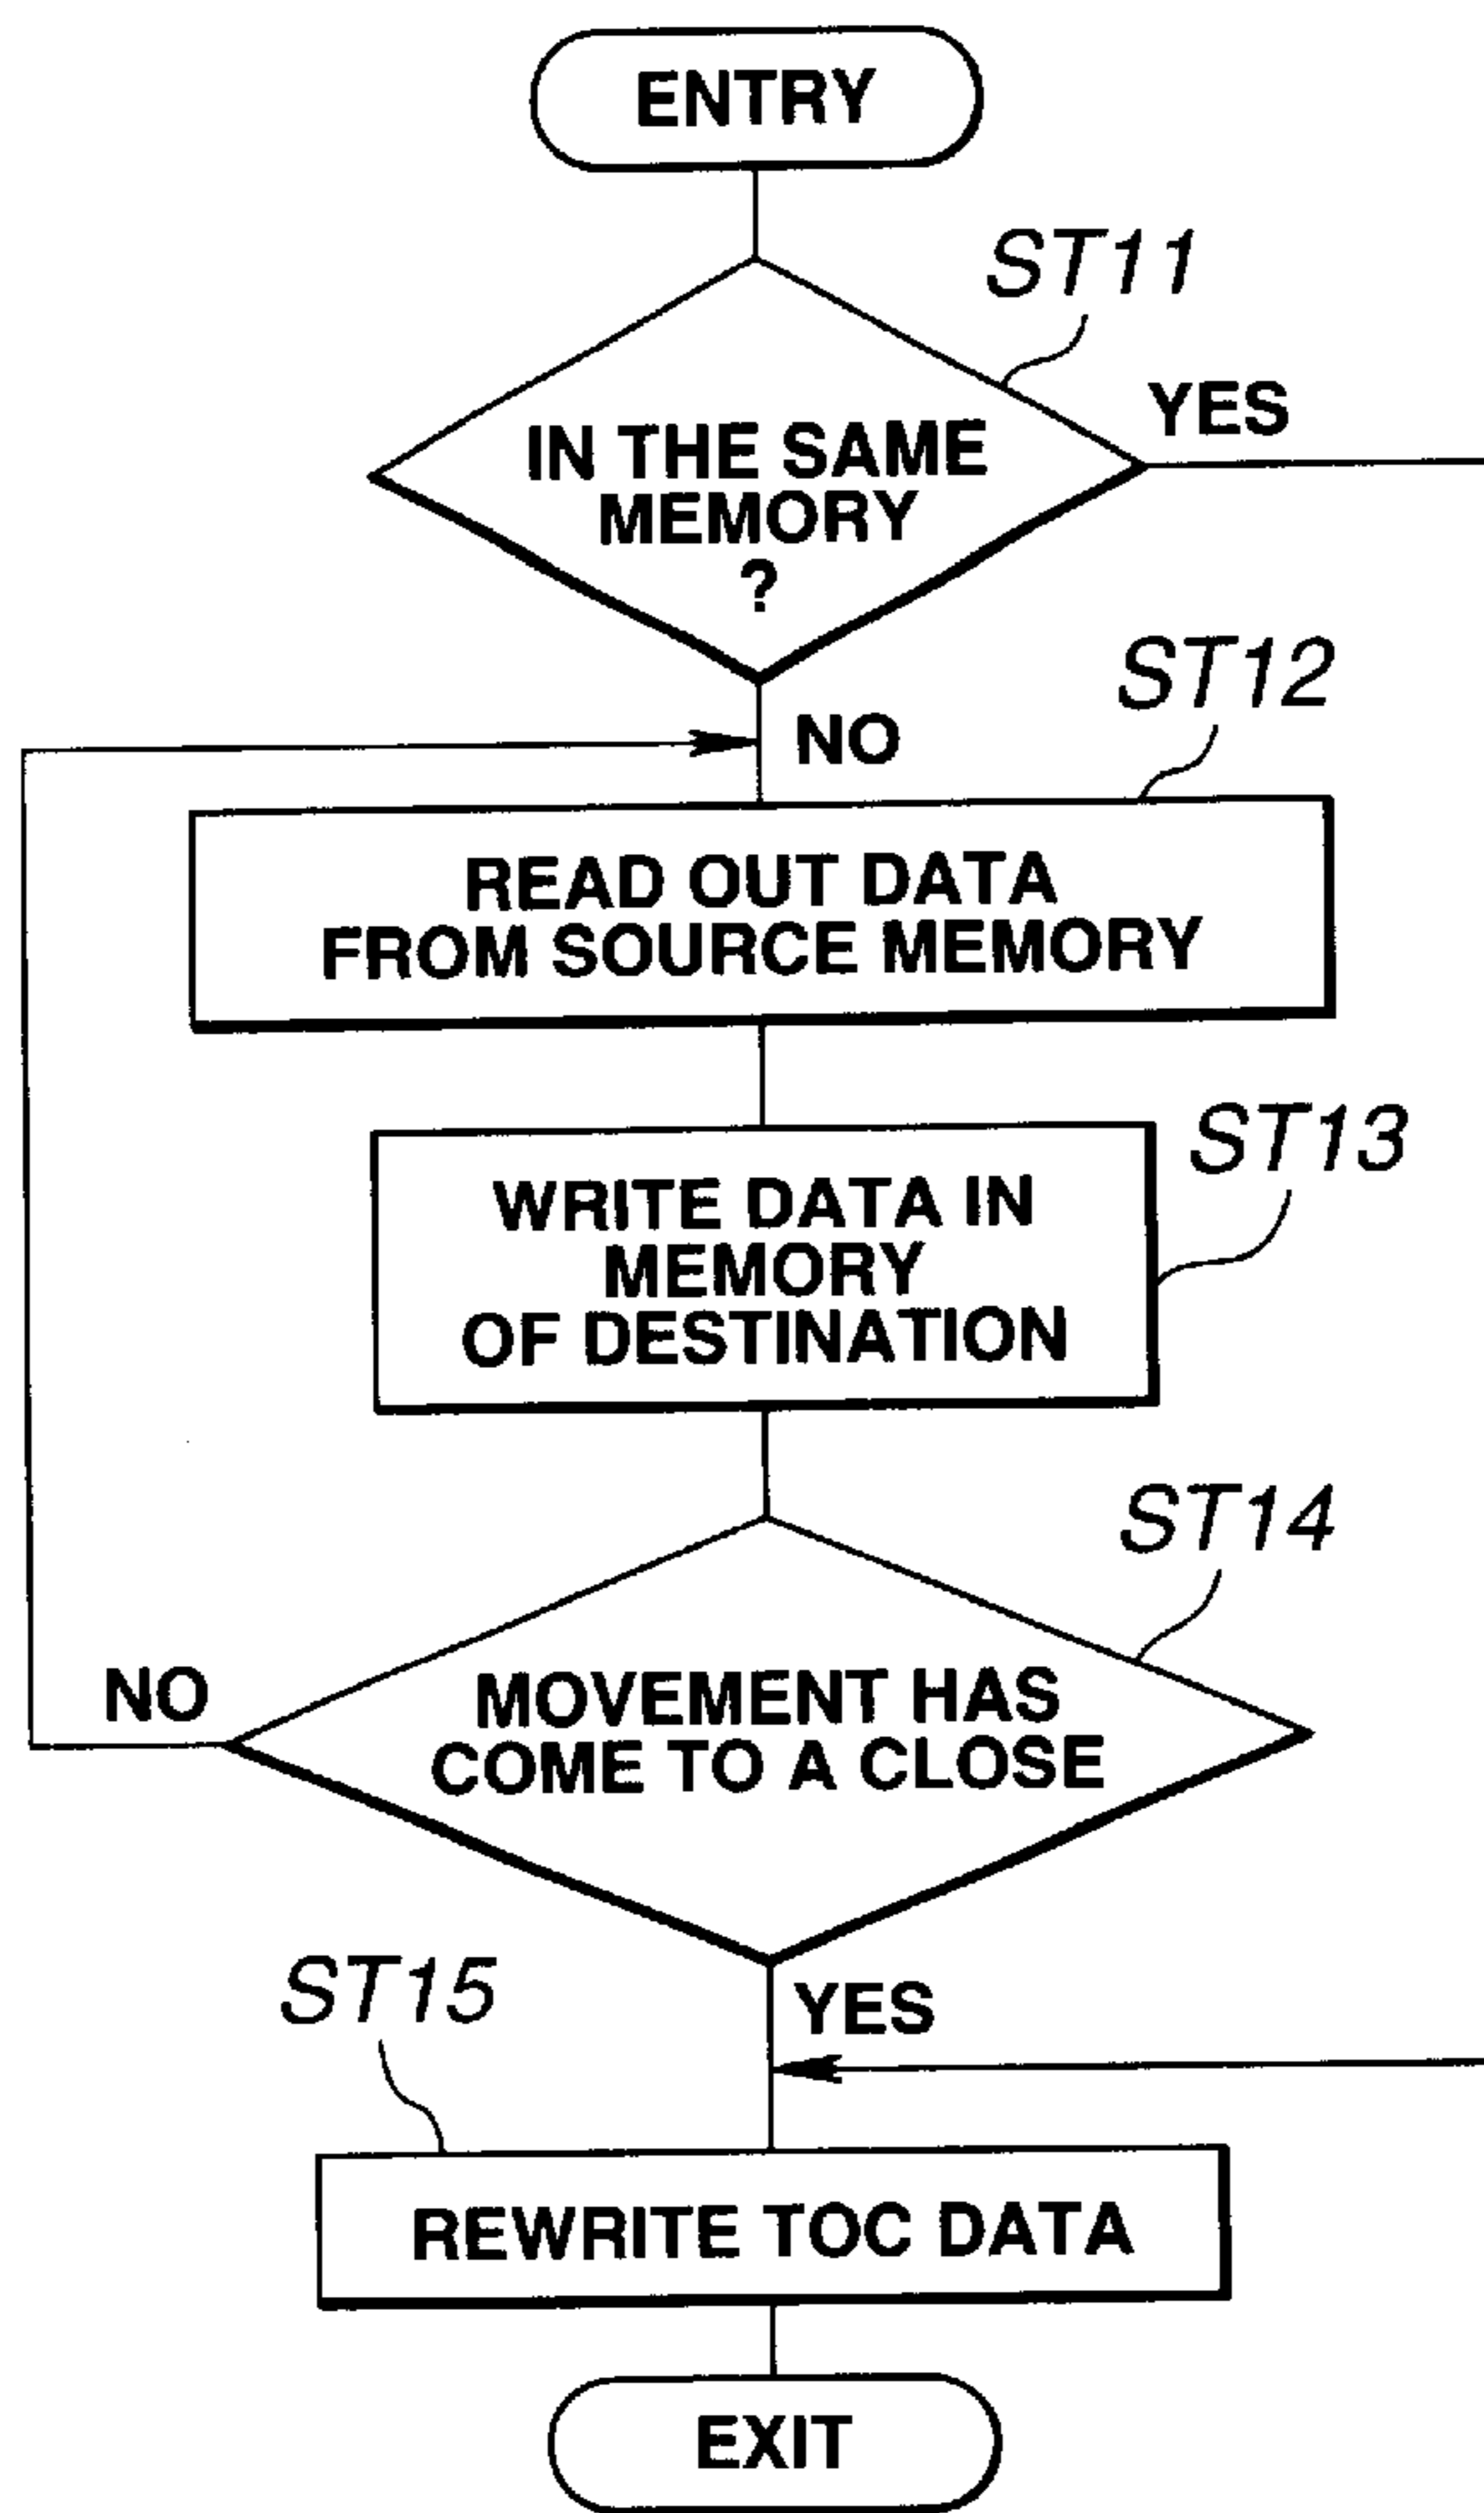 ENTRY
ST11
YES
IN THE SAME
MEMORY
?
ST12
NO
READ OUT DATA
FROM SOURCE MEMORY
ST13
WRITE DATA IN
MEMORY
OF DESTINATION
ST14
NO
MOVEMENT HAS
COME TO A CLOSE
ST15
YES
REWRITE TOC DATA
EXIT